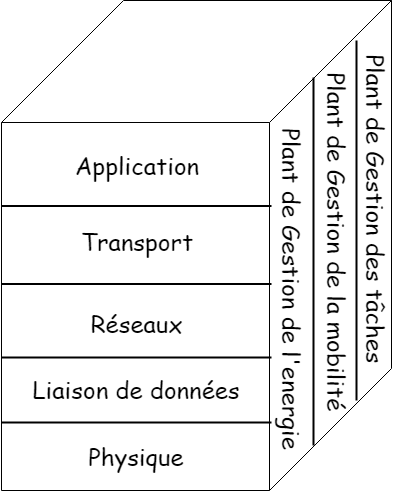 Application
Transport
Réseaux
Liaison de données
Physique
Plant de Gestion de l'energie
Plant de Gestion de la mobilité
Plant de Gestion des tâches